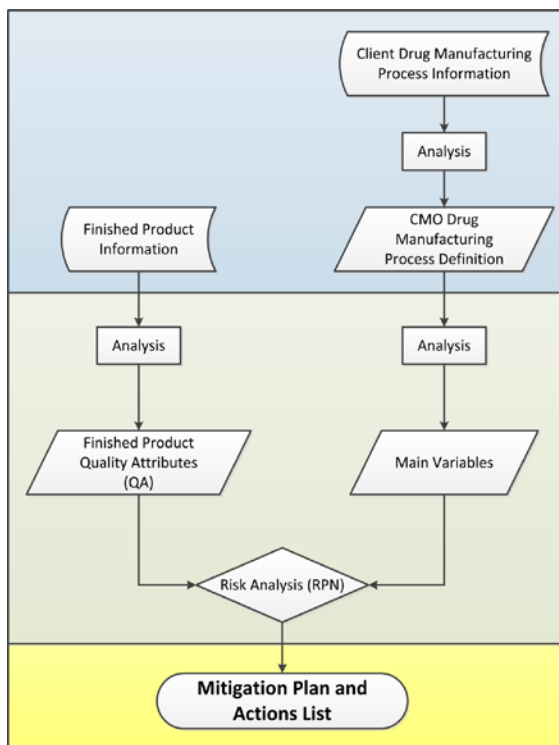 Client Drug Manufacturing
Process Information
Analysis
Finished Product
Information
CMO Drug
Manufacturing
Process Definition
Analysis
Analysis
Finished Product
Quality Attributes
(QA)
Main Variables
Risk Analysis (RPN)
Mitigation Plan and
Actions List